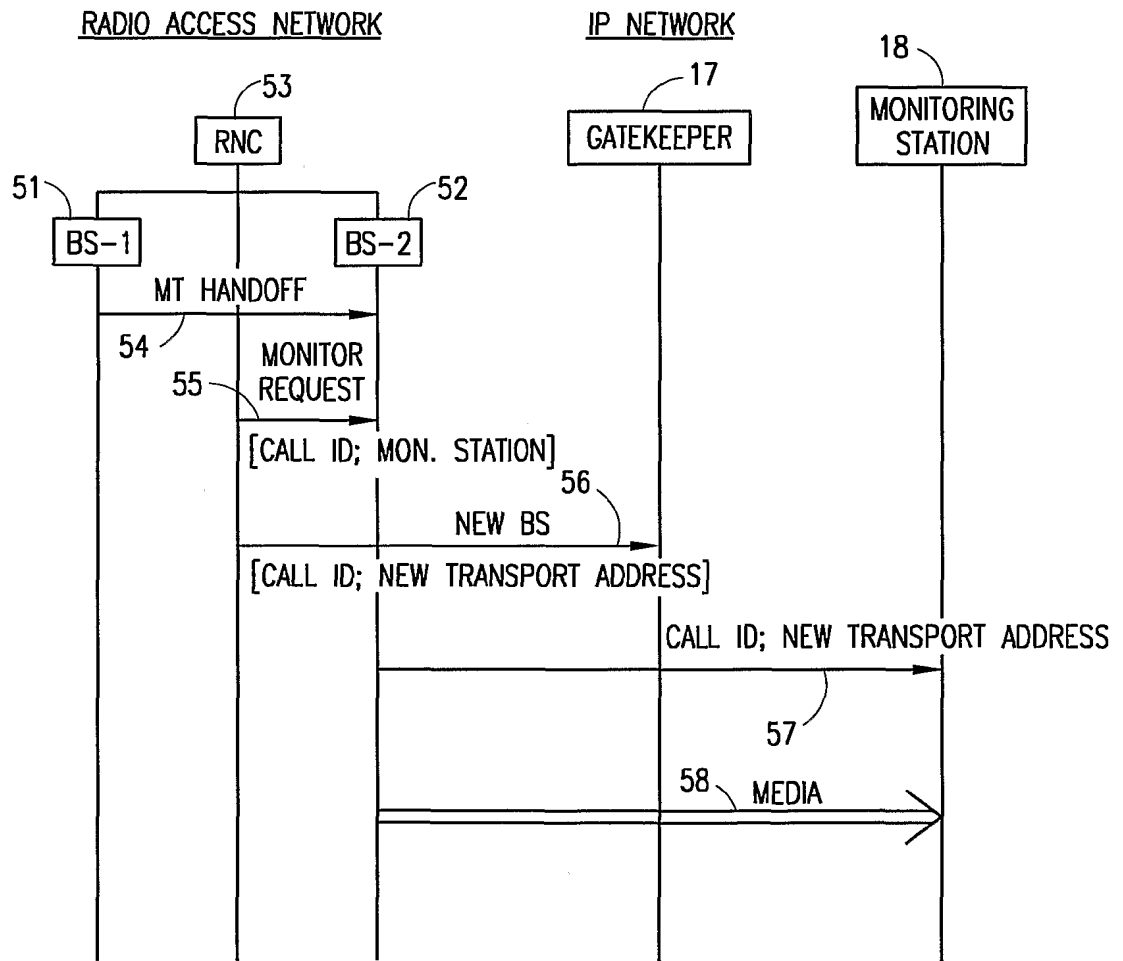 RADIO ACCESS NETWORK
IP NETWORK
53
17
18
RNC
GATEKEEPER
MONITORING
STATION
51
52
BS-1
BS-2
MT HANDOFF
54
MONITOR
REQUEST
55
[CALL ID; MON. STATION]
56
NEW BS
[CALL ID; NEW TRANSPORT ADDRESS]
CALL ID; NEW TRANSPORT ADDRESS
57
58
MEDIA